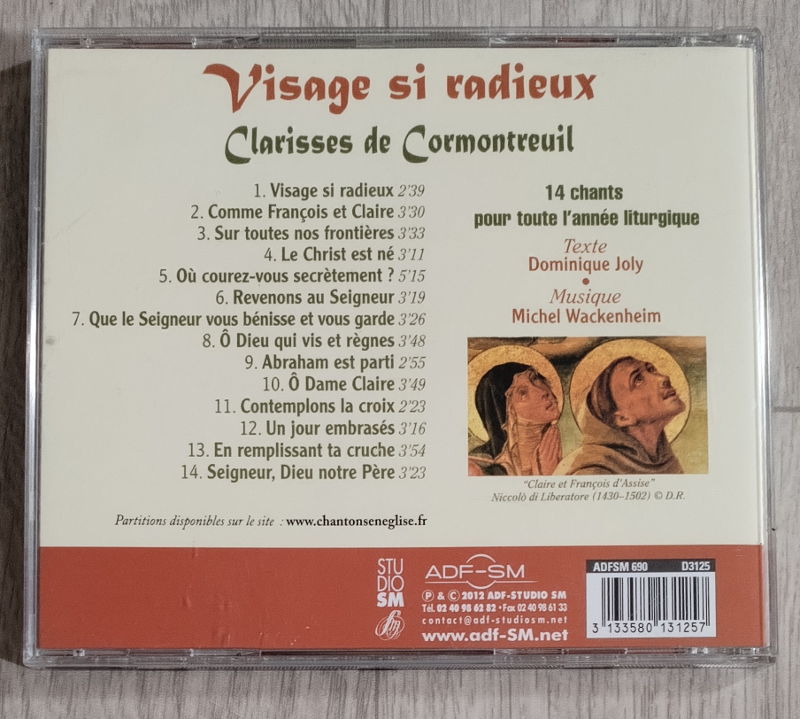 Visage si radieux
Clarisses de Cormontreuil
1. Visage si radieux 2'39
2. Comme François et Claire 3'30
3. Sur toutes nos frontières 3'33
4. Le Christ est né 3'11
5. Où courez-vous secrètement ? 5'15
6. Revenons au Seigneur 3'19
7. Que le Seigneur vous bénisse et vous garde 3'26
8. Ô Dieu qui vis et règnes 3'48
9. Abraham est parti 2'55
10. Ô Dame Claire 3'49
11. Contemplons la croix 2'23
12. Un jour embrasés 3'16
13. En remplissant ta cruche 3'54
14. Seigneur, Dieu notre Père 3'23
Partitions disponibles sur le site : www.chantonseneglise.fr
14 chants
pour toute l'année liturgique
Texte
Dominique Joly
•
Musique
Michel Wackenheim
"Claire et François d'Assise"
Niccolò di Liberatore (1430-1502) © D.R.
STU
DIO
SM
ADF-SM
℗ & © 2012 ADF-STUDIO SM
Tél. 02 40 98 62 82 • Fax 02 40 98 61 33
contact@adf-studiosm.net
www.adf-SM.net
ADFSM 690 D3125
3 133580 131257